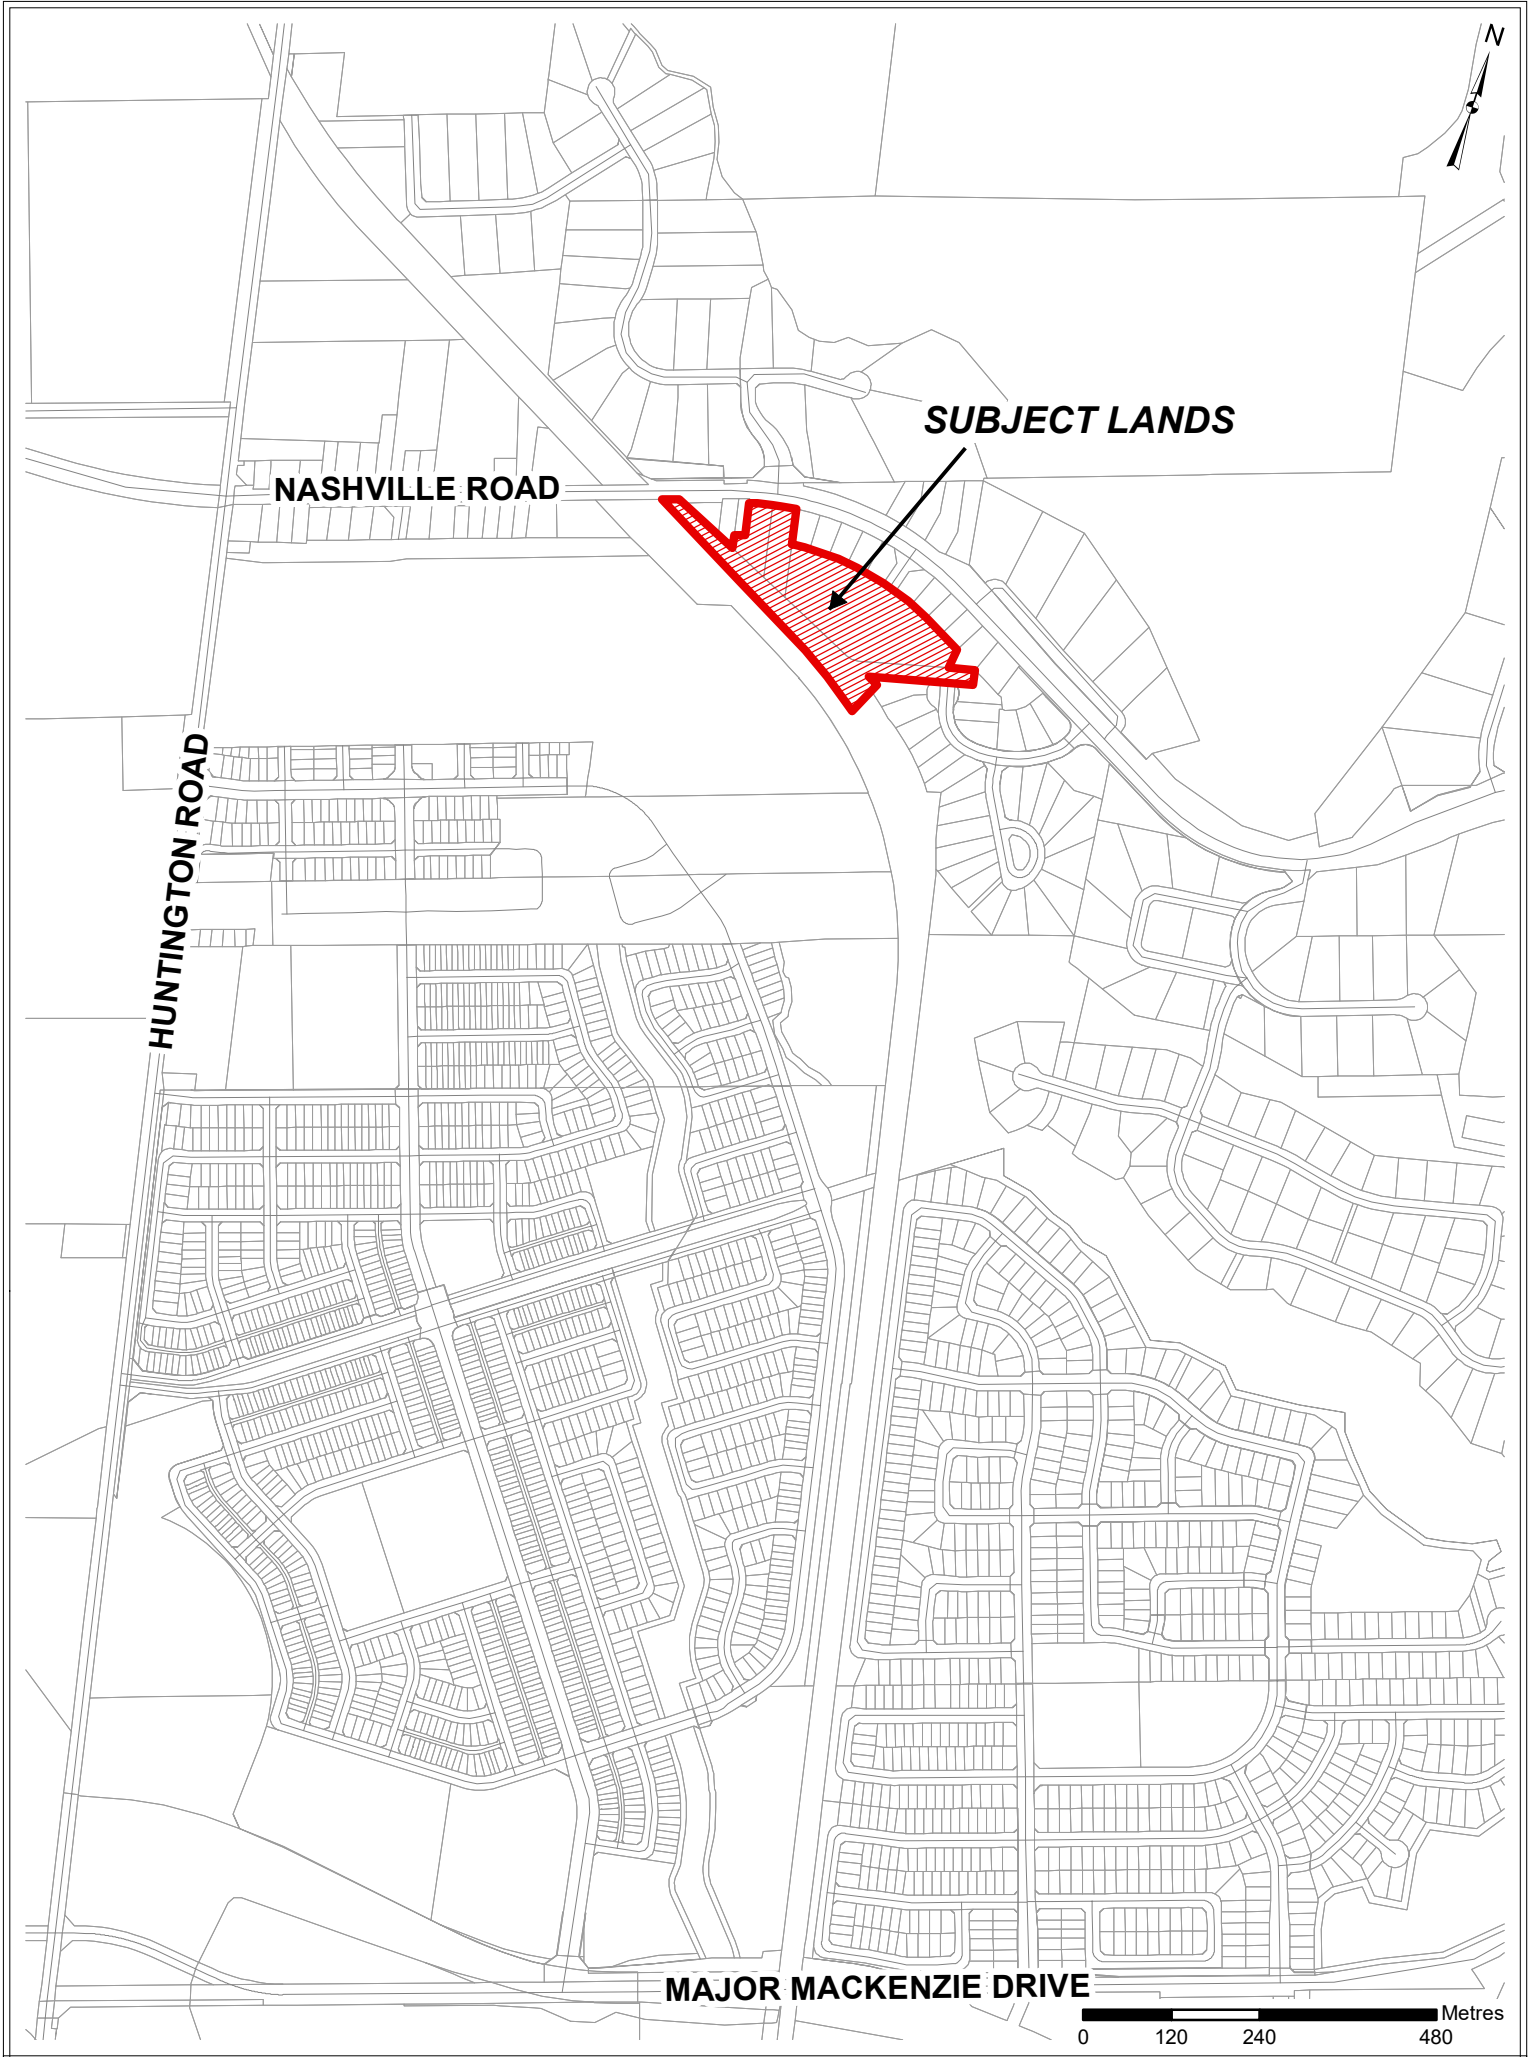 N
SUBJECT LANDS
NASHVILLE ROAD
HUNTINGTON ROAD
MAJOR MACKENZIE DRIVE
Metres
0 120 240 480